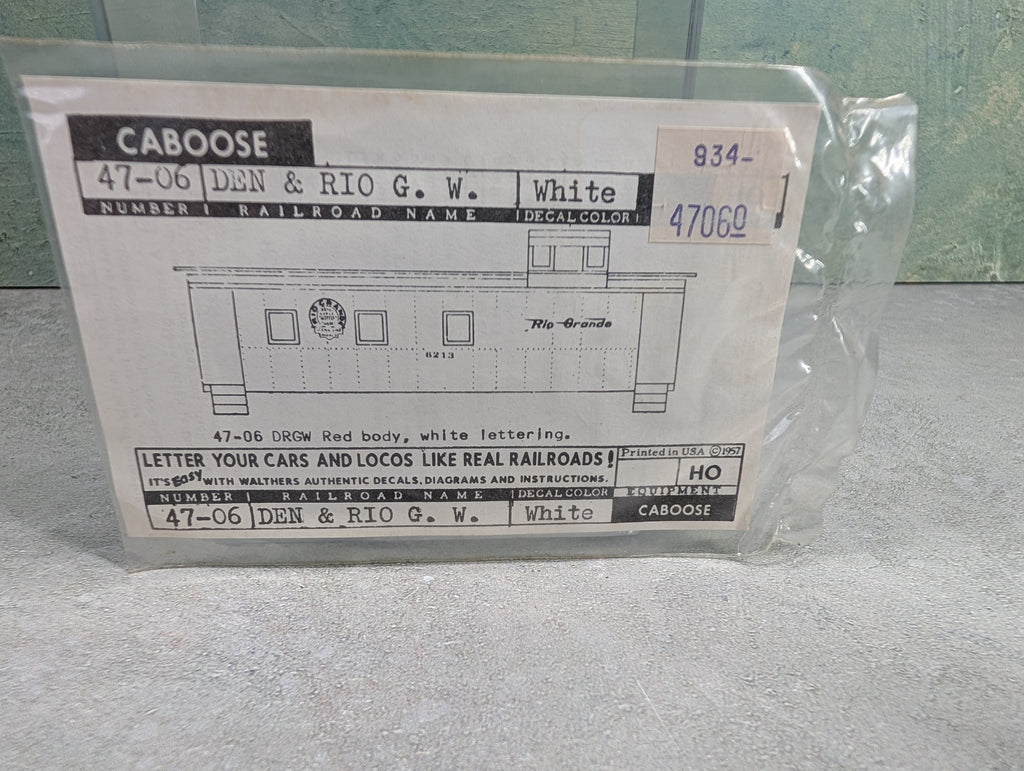 CABOOSE
934-
47060
47-06 DEN & RIO G. W. White
NUMBER RAILROAD NAME DECAL COLOR
RIO GRANDE
Rio Grande
6213
47-06 DRGW Red body, white lettering.
LETTER YOUR CARS AND LOCOS LIKE REAL RAILROADS!
IT'S Easy WITH WALTHERS AUTHENTIC DECALS, DIAGRAMS AND INSTRUCTIONS.
Printed in USA ©1957
HO
EQUIPMENT
NUMBER RAILROAD NAME DECAL COLOR
47-06 DEN & RIO G. W. White
CABOOSE